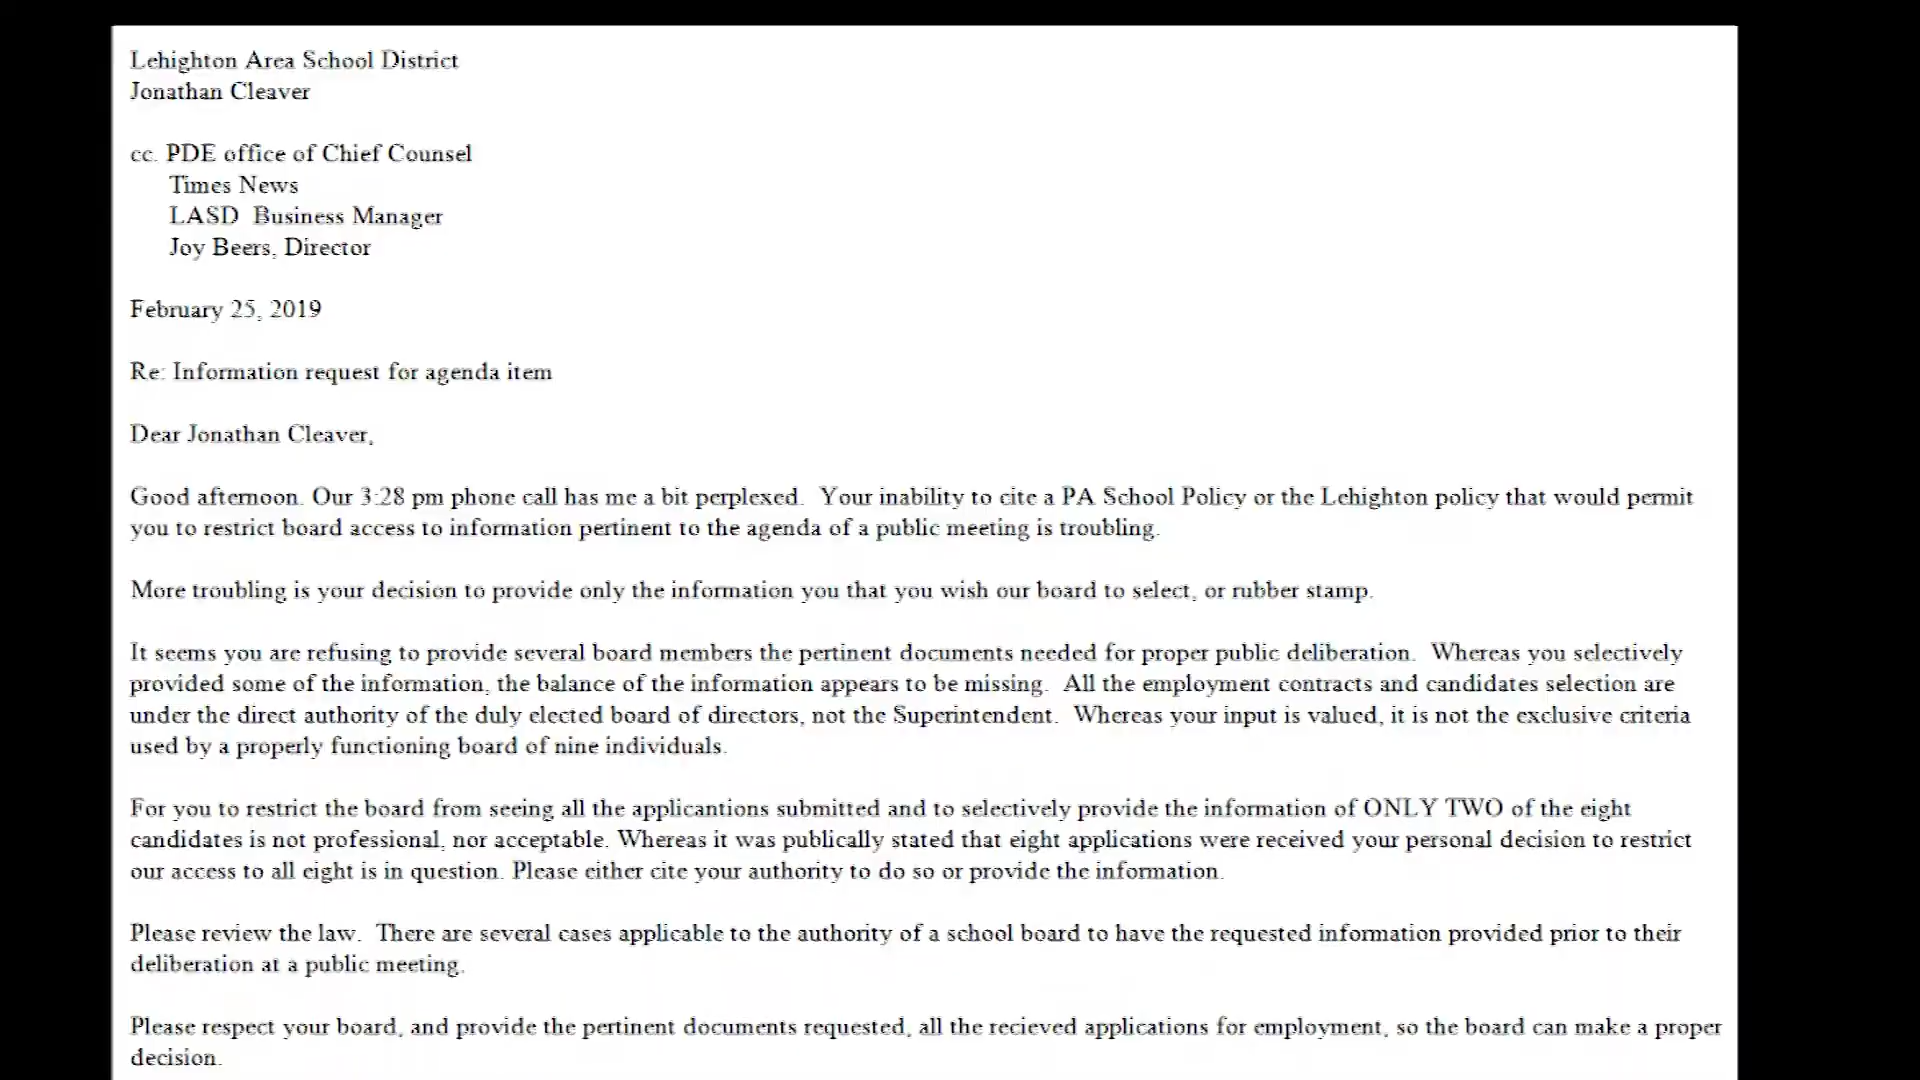 Lehighton Area School District
Jonathan Cleaver
cc. PDE office of Chief Counsel
Times News
LASD  Business Manager
Joy Beers, Director
February 25, 2019
Re: Information request for agenda item
Dear Jonathan Cleaver,
Good afternoon. Our 3:28 pm phone call has me a bit perplexed.  Your inability to cite a PA School Policy or the Lehighton policy that would permit
you to restrict board access to information pertinent to the agenda of a public meeting is troubling.
More troubling is your decision to provide only the information you that you wish our board to select, or rubber stamp.
It seems you are refusing to provide several board members the pertinent documents needed for proper public deliberation.  Whereas you selectively
provided some of the information, the balance of the information appears to be missing.  All the employment contracts and candidates selection are
under the direct authority of the duly elected board of directors, not the Superintendent.  Whereas your input is valued, it is not the exclusive criteria
used by a properly functioning board of nine individuals.
For you to restrict the board from seeing all the applicantions submitted and to selectively provide the information of ONLY TWO of the eight
candidates is not professional, nor acceptable. Whereas it was publically stated that eight applications were received your personal decision to restrict
our access to all eight is in question. Please either cite your authority to do so or provide the information.
Please review the law.  There are several cases applicable to the authority of a school board to have the requested information provided prior to their
deliberation at a public meeting.
Please respect your board, and provide the pertinent documents requested, all the recieved applications for employment, so the board can make a proper
decision.